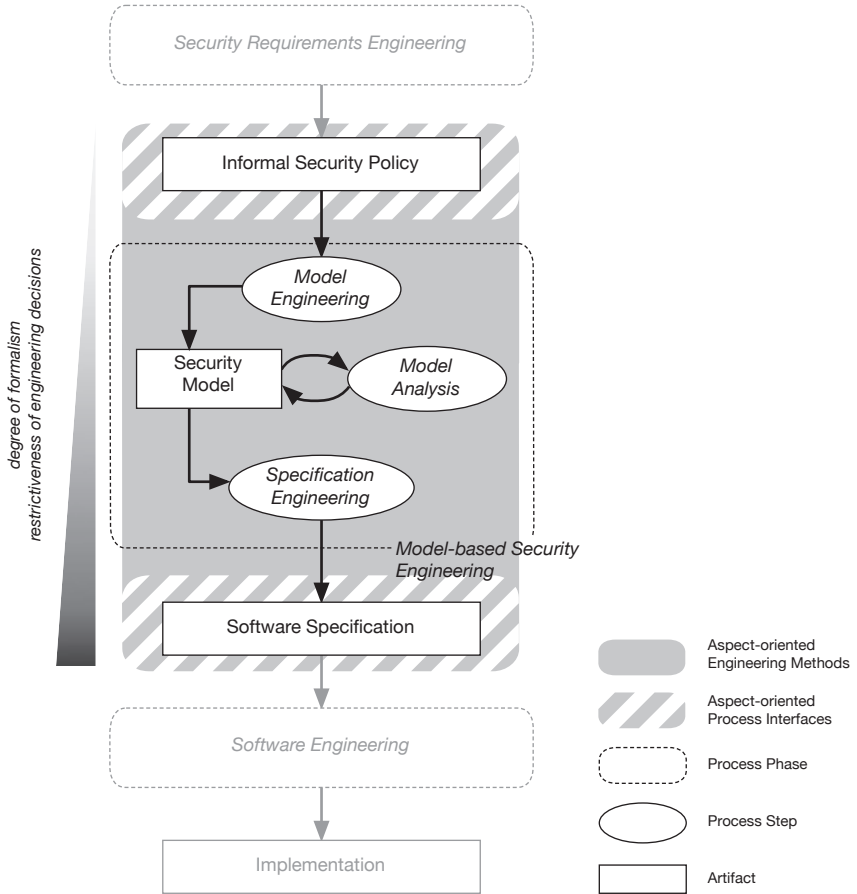 Security Requirements Engineering
Informal Security Policy
degree of formalism
restrictiveness of engineering decisions
Model
Engineering
Security
Model
Model
Analysis
Specification
Engineering
Model-based Security
Engineering
Software Specification
Software Engineering
Implementation
Aspect-oriented
Engineering Methods
Aspect-oriented
Process Interfaces
Process Phase
Process Step
Artifact